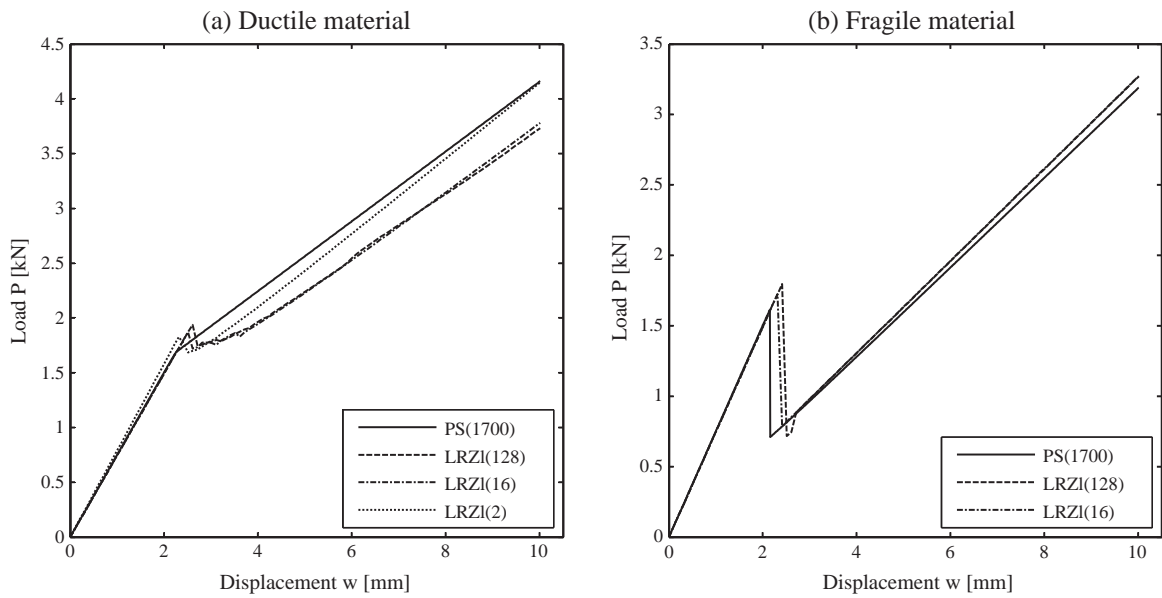 (a) Ductile material
4.5
4
3.5
3
2.5
2
1.5
1
0.5
0
Load P [kN]
0 2 4 6 8 10
Displacement w [mm]
PS(1700)
LRZl(128)
LRZl(16)
LRZl(2)
(b) Fragile material
3.5
3
2.5
2
1.5
1
0.5
0
Load P [kN]
0 2 4 6 8 10
Displacement w [mm]
PS(1700)
LRZl(128)
LRZl(16)